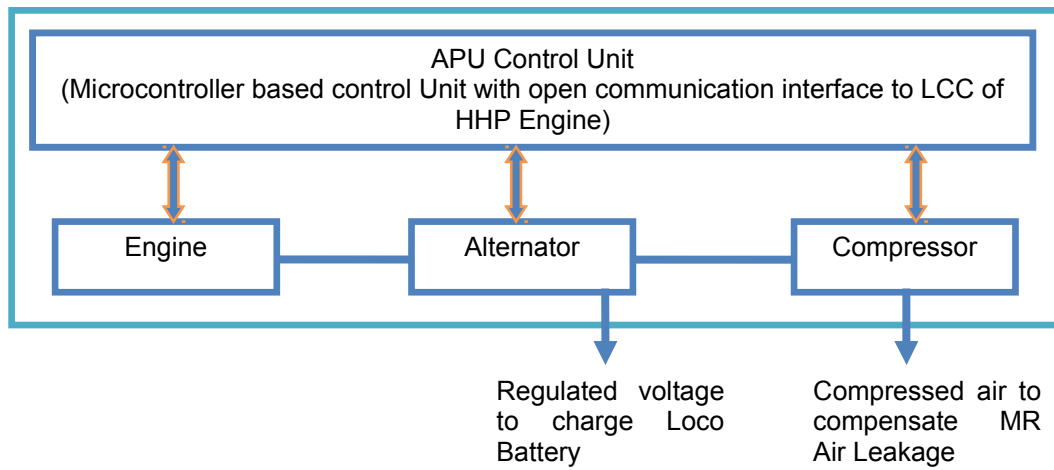 APU Control Unit
(Microcontroller based control Unit with open communication interface to LCC of
HHP Engine)
Engine
Alternator
Compressor
Regulated voltage
to charge Loco
Battery
Compressed air to
compensate MR
Air Leakage